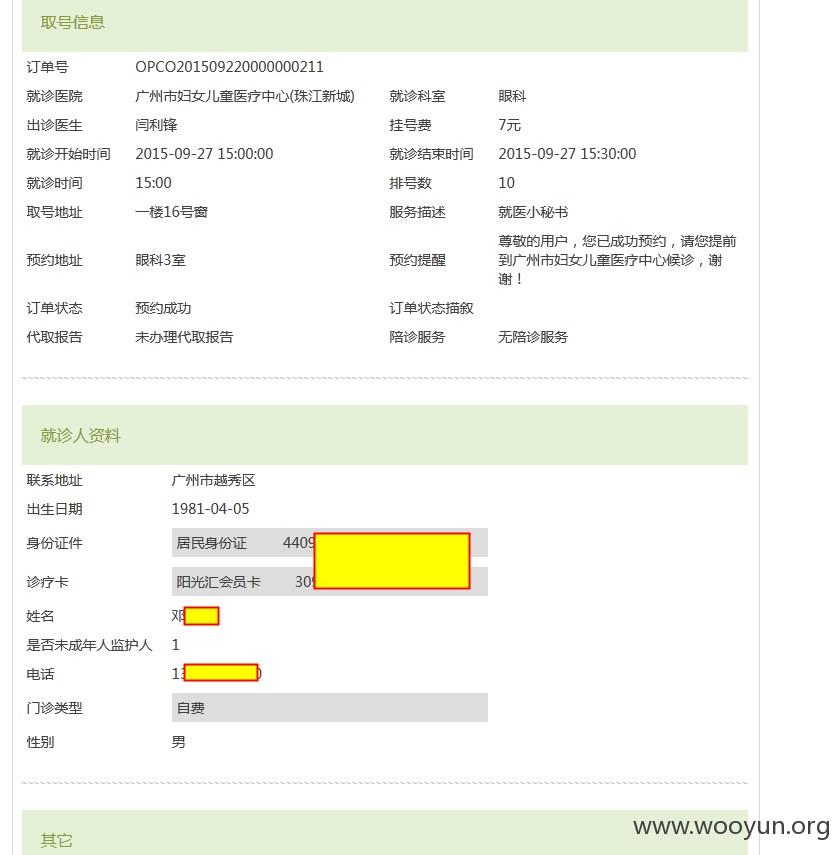 取号信息
订单号 OPCO201509220000000211
就诊医院 广州市妇女儿童医疗中心(珠江新城) 就诊科室 眼科
出诊医生 闫利锋 挂号费 7元
就诊开始时间 2015-09-27 15:00:00 就诊结束时间 2015-09-27 15:30:00
就诊时间 15:00 排号数 10
取号地址 一楼16号窗 服务描述 就医小秘书
预约地址 眼科3室 预约提醒 尊敬的用户，您已成功预约，请您提前
到广州市妇女儿童医疗中心候诊，谢
谢！
订单状态 预约成功 订单状态描叙
代取报告 未办理代取报告 陪诊服务 无陪诊服务
就诊人资料
联系地址 广州市越秀区
出生日期 1981-04-05
身份证件 居民身份证 4409
诊疗卡 阳光汇会员卡 309
姓名 邓
是否未成年人监护人 1
电话 13 0
门诊类型 自费
性别 男
其它
www.wooyun.org